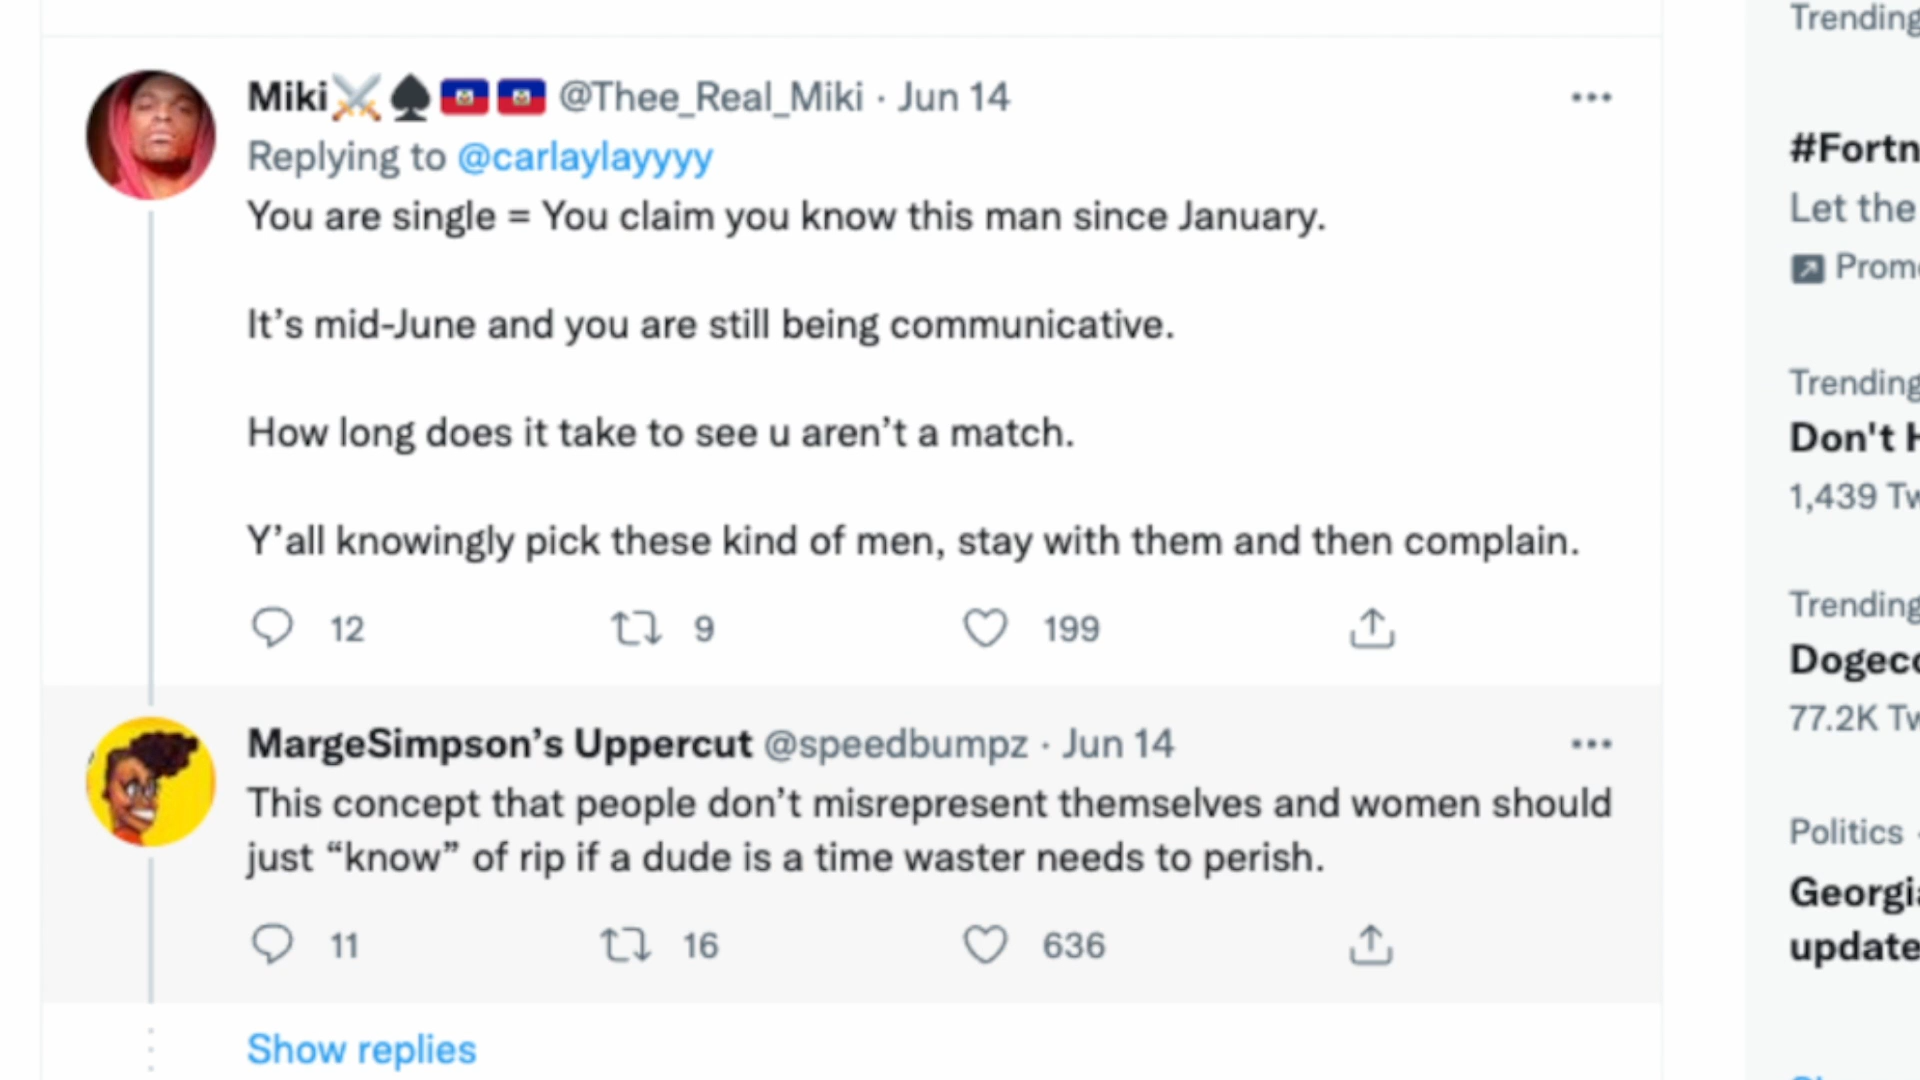 Miki⚔️♠️🇭🇹🇭🇹 @Thee_Real_Miki · Jun 14
Replying to @carlaylayyyy
You are single = You claim you know this man since January.
It’s mid-June and you are still being communicative.
How long does it take to see u aren’t a match.
Y’all knowingly pick these kind of men, stay with them and then complain.
12 9 199
MargeSimpson’s Uppercut @speedbumpz · Jun 14
This concept that people don’t misrepresent themselves and women should
just “know” of rip if a dude is a time waster needs to perish.
11 16 636
Show replies
Trending
#Fortn
Let the
Prom
Trending
Don't H
1,439 Tw
Trending
Dogec
77.2K Tw
Politics ·
Georgia
update